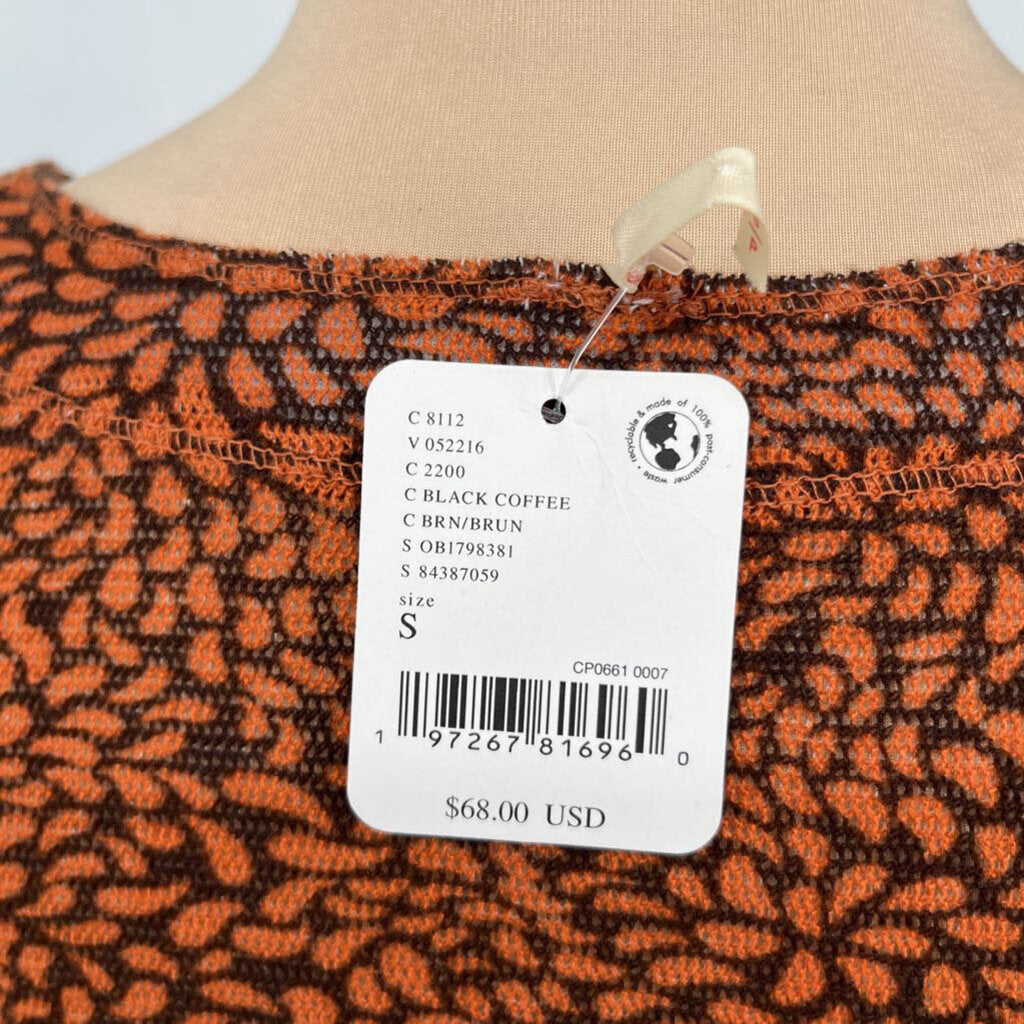 C 8112
V 052216
C 2200
C BLACK COFFEE
C BRN/BRUN
S OB1798381
S 84387059
size
S
recyclable & made of 100% post-consumer waste •
CP0661 0007
1 97267 81696 0
$68.00 USD